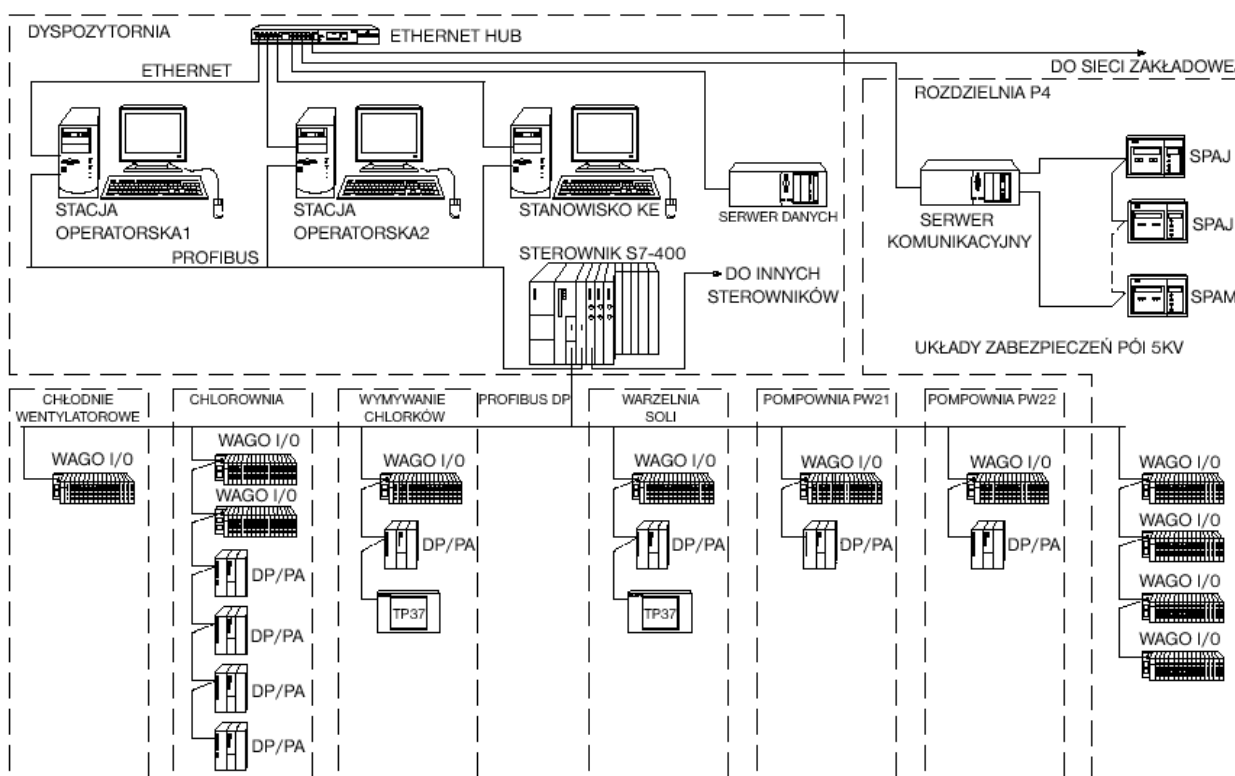 DYSPOZYTORNIA
ETHERNET HUB
ETHERNET
DO SIECI ZAKŁADOWEJ
ROZDZIELNIA P4
STACJA
OPERATORSKA1
STACJA
OPERATORSKA2
STANOWISKO KE
SERWER DANYCH
SERWER
KOMUNIKACYJNY
SPAJ
SPAJ
SPAM
PROFIBUS
STEROWNIK S7-400
DO INNYCH
STEROWNIKÓW
UKŁADY ZABEZPIECZEŃ PÓI 5KV
CHŁODNIE
WENTYLATOROWE
CHLOROWNIA
WYMYWANIE
CHLORKÓW
PROFIBUS DP
WARZELNIA
SOLI
POMPOWNIA PW21
POMPOWNIA PW22
WAGO I/0
WAGO I/0
WAGO I/0
DP/PA
DP/PA
DP/PA
DP/PA
WAGO I/0
DP/PA
TP37
WAGO I/0
DP/PA
TP37
WAGO I/0
DP/PA
WAGO I/0
DP/PA
WAGO I/0
WAGO I/0
WAGO I/0
WAGO I/0